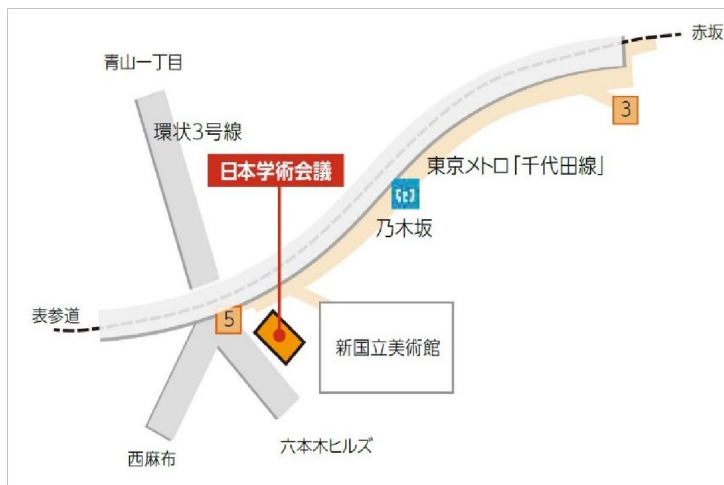 赤坂
青山一丁目
3
環状3号線
日本学術会議
東京メトロ「千代田線」
乃木坂
表参道
5
新国立美術館
六本木ヒルズ
西麻布